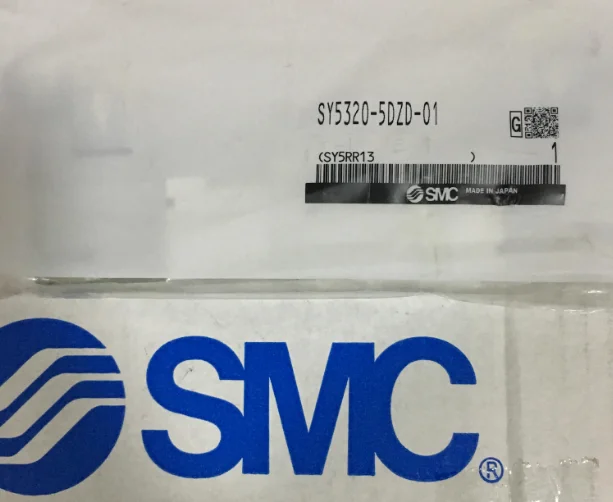 SY5320-5DZD-01
G
(SY5RR13 )
1
SMC MADE IN JAPAN
SMC®